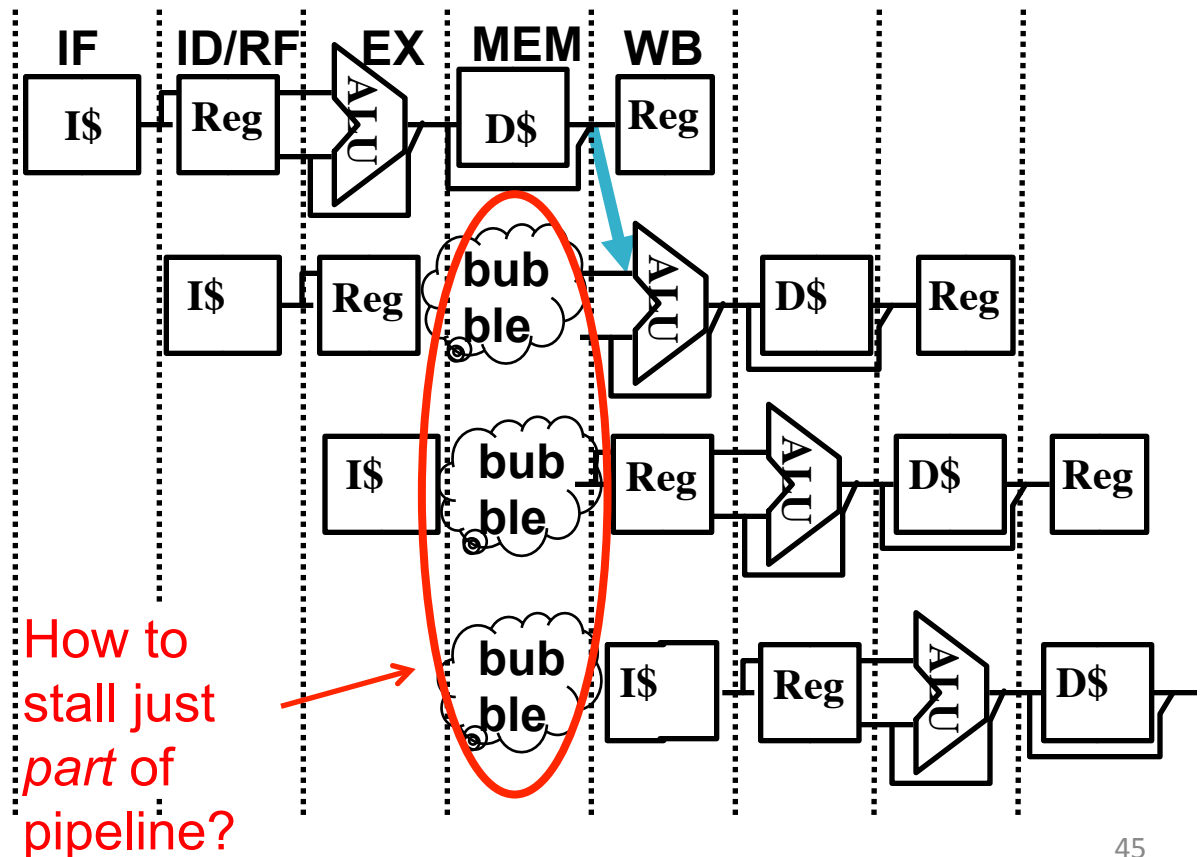 IF ID/RF EX MEM WB
I$ Reg ALU D$ Reg
I$ Reg bub ALU D$ Reg
ble
I$ bub Reg ALU D$ Reg
ble
bub I$ Reg ALU D$
ble
How to
stall just
part of
pipeline?
45